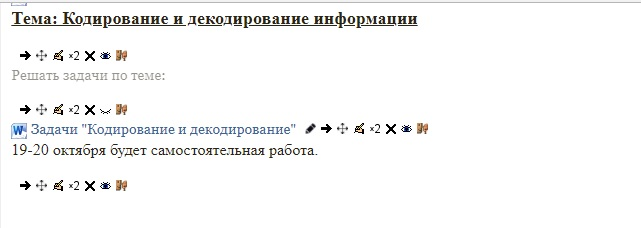 Тема: Кодирование и декодирование информации
×2
Решать задачи по теме:
×2
Задачи "Кодирование и декодирование" ×2
19-20 октября будет самостоятельная работа.
×2